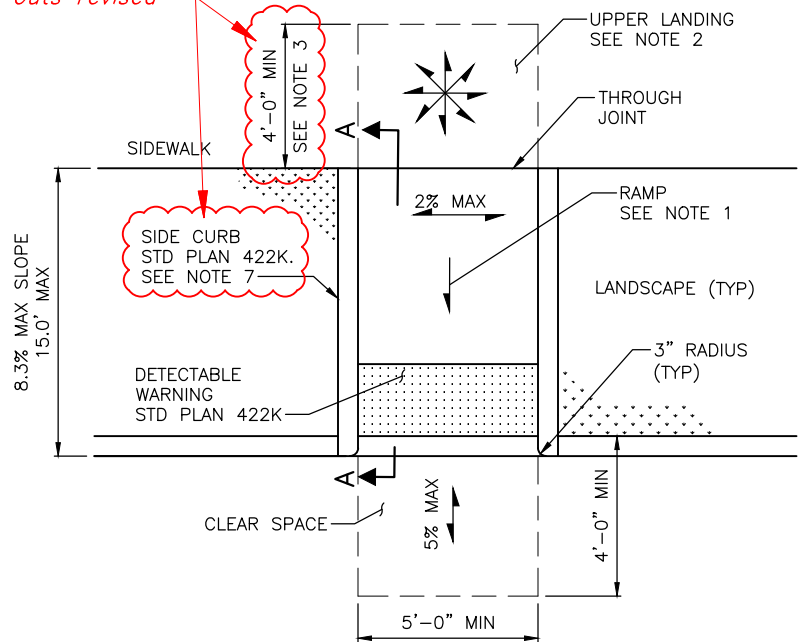 outs revised
UPPER LANDING
SEE NOTE 2
4'-0" MIN
SEE NOTE 3
THROUGH
JOINT
A
SIDEWALK
2% MAX
RAMP
SEE NOTE 1
SIDE CURB
STD PLAN 422K.
SEE NOTE 7
8.3% MAX SLOPE
15.0' MAX
LANDSCAPE (TYP)
3" RADIUS
(TYP)
DETECTABLE
WARNING
STD PLAN 422K
A
CLEAR SPACE
5% MAX
4'-0" MIN
5'-0" MIN